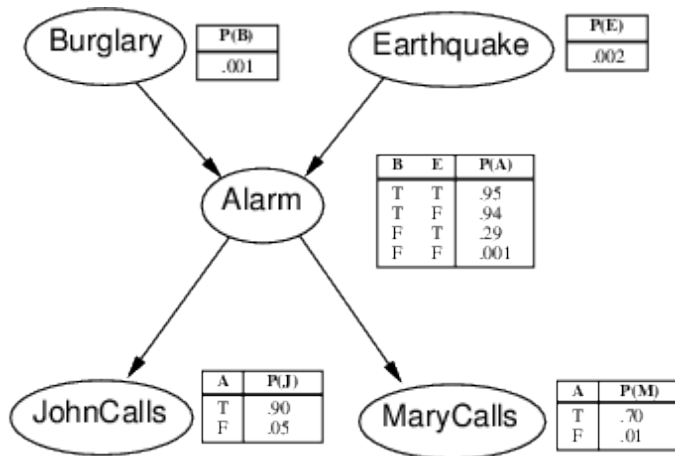 Burglary
P(B)
.001
Earthquake
P(E)
.002
Alarm
B E P(A)
T T .95
T F .94
F T .29
F F .001
JohnCalls
A P(J)
T .90
F .05
MaryCalls
A P(M)
T .70
F .01